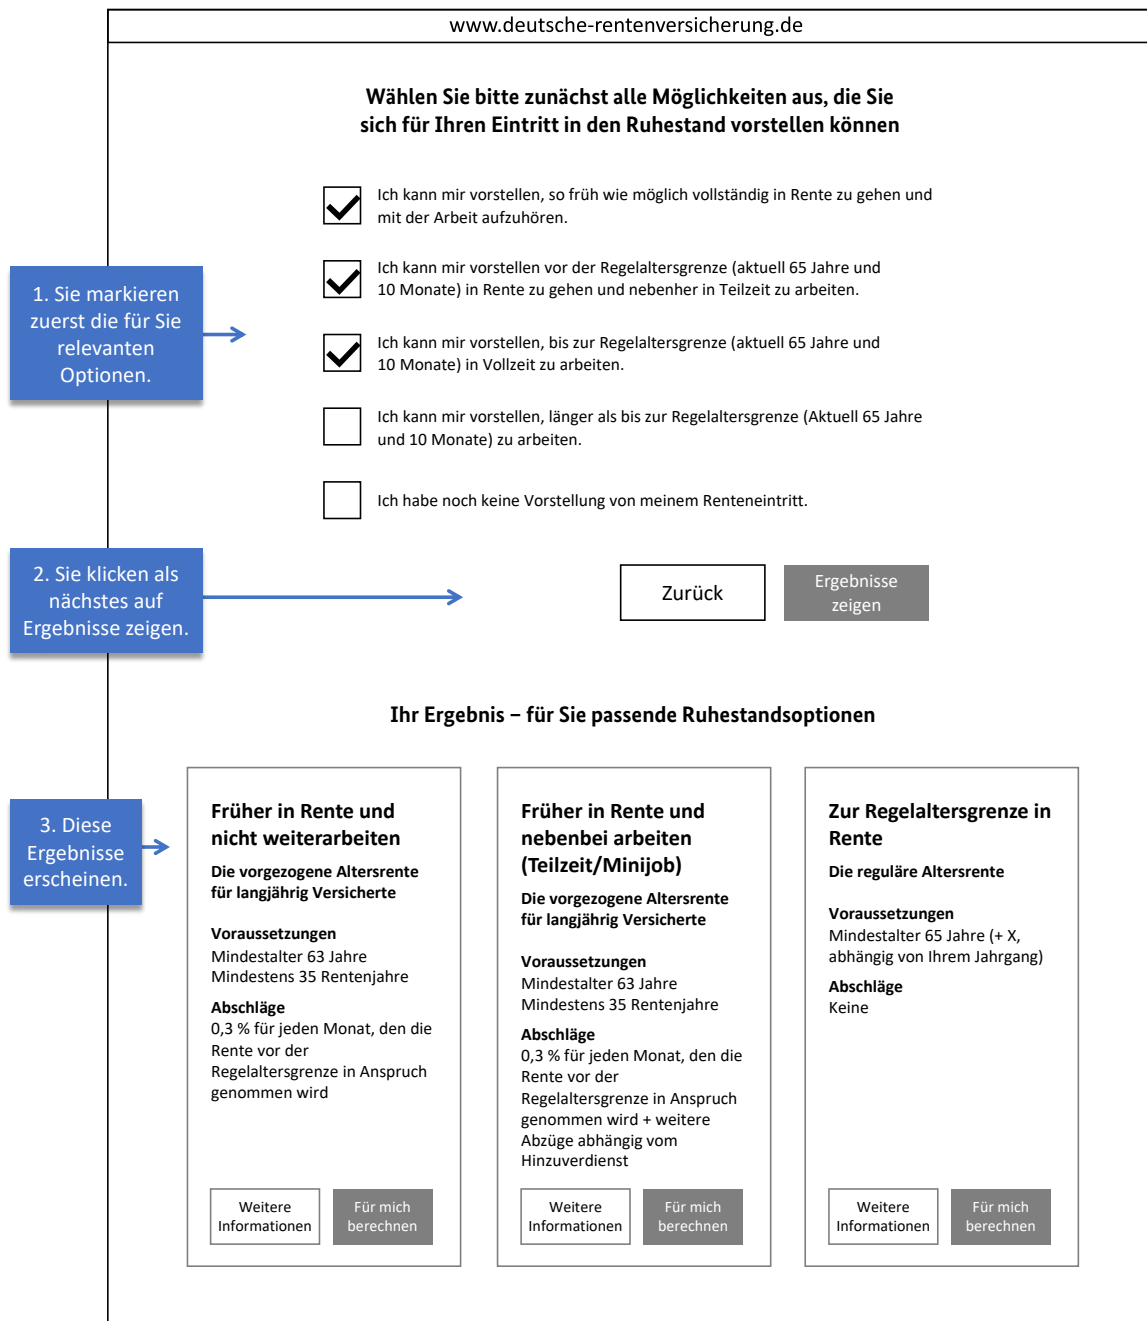 www.deutsche-rentenversicherung.de
Wählen Sie bitte zunächst alle Möglichkeiten aus, die Sie
sich für Ihren Eintritt in den Ruhestand vorstellen können
Ich kann mir vorstellen, so früh wie möglich vollständig in Rente zu gehen und
mit der Arbeit aufzuhören.
1. Sie markieren
zuerst die für Sie
relevanten
Optionen.
Ich kann mir vorstellen vor der Regelaltersgrenze (aktuell 65 Jahre und
10 Monate) in Rente zu gehen und nebenher in Teilzeit zu arbeiten.
Ich kann mir vorstellen, bis zur Regelaltersgrenze (aktuell 65 Jahre und
10 Monate) in Vollzeit zu arbeiten.
Ich kann mir vorstellen, länger als bis zur Regelaltersgrenze (Aktuell 65 Jahre
und 10 Monate) zu arbeiten.
Ich habe noch keine Vorstellung von meinem Renteneintritt.
2. Sie klicken als
nächstes auf
Ergebnisse zeigen.
Zurück
Ergebnisse
zeigen
Ihr Ergebnis – für Sie passende Ruhestandsoptionen
3. Diese
Ergebnisse
erscheinen.
Früher in Rente und
nicht weiterarbeiten
Die vorgezogene Altersrente
für langjährig Versicherte
Voraussetzungen
Mindestalter 63 Jahre
Mindestens 35 Rentenjahre
Abschläge
0,3 % für jeden Monat, den die
Rente vor der
Regelaltersgrenze in Anspruch
genommen wird
Weitere
Informationen
Für mich
berechnen
Früher in Rente und
nebenbei arbeiten
(Teilzeit/Minijob)
Die vorgezogene Altersrente
für langjährig Versicherte
Voraussetzungen
Mindestalter 63 Jahre
Mindestens 35 Rentenjahre
Abschläge
0,3 % für jeden Monat, den die
Rente vor der
Regelaltersgrenze in Anspruch
genommen wird + weitere
Abzüge abhängig vom
Hinzuverdienst
Weitere
Informationen
Für mich
berechnen
Zur Regelaltersgrenze in
Rente
Die reguläre Altersrente
Voraussetzungen
Mindestalter 65 Jahre (+ X,
abhängig von Ihrem Jahrgang)
Abschläge
Keine
Weitere
Informationen
Für mich
berechnen